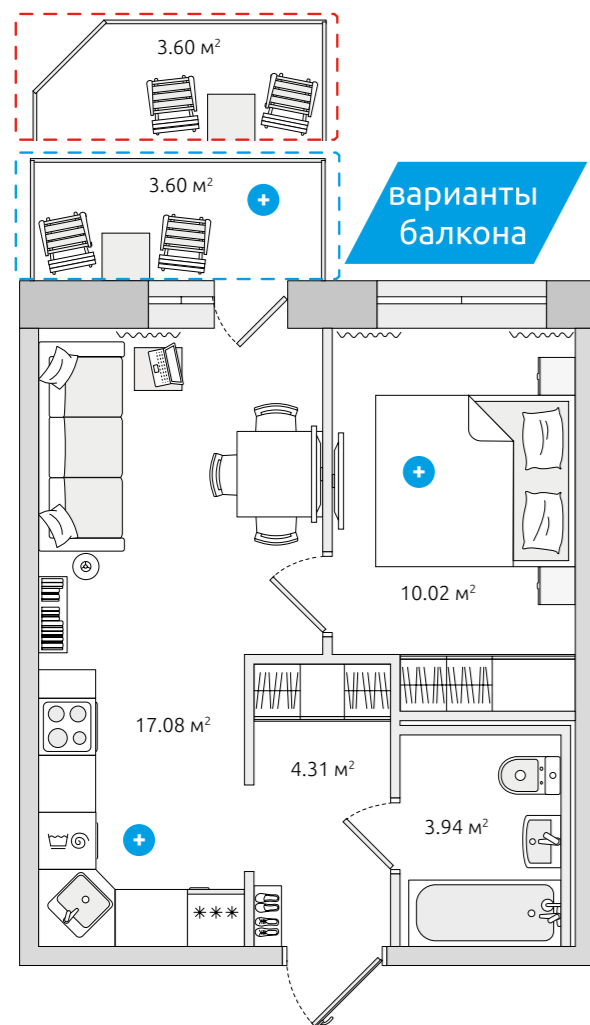 3.60 м²
3.60 м²
варианты
балкона
10.02 м²
17.08 м²
4.31 м²
3.94 м²